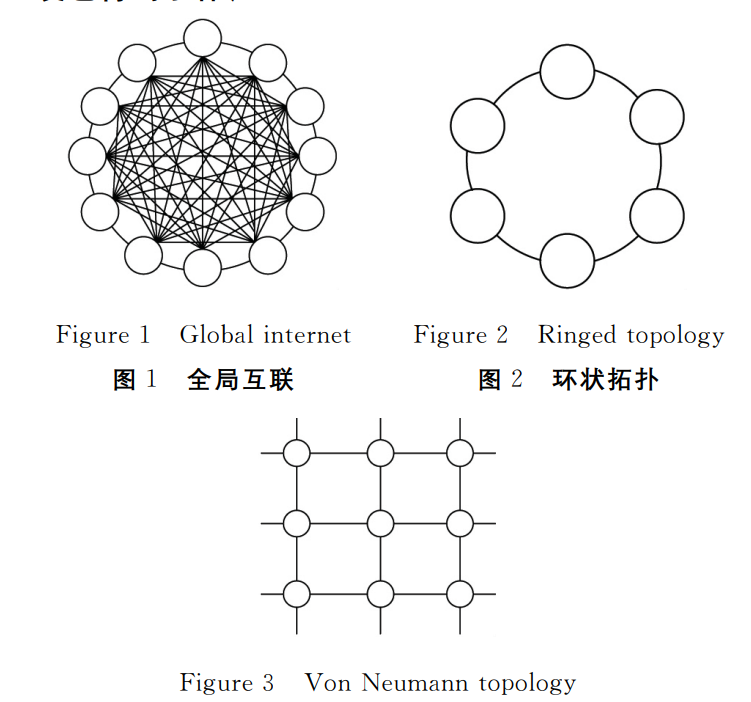 Figure 1 Global internet
图 1 全局互联
Figure 2 Ringed topology
图 2 环状拓扑
Figure 3 Von Neumann topology